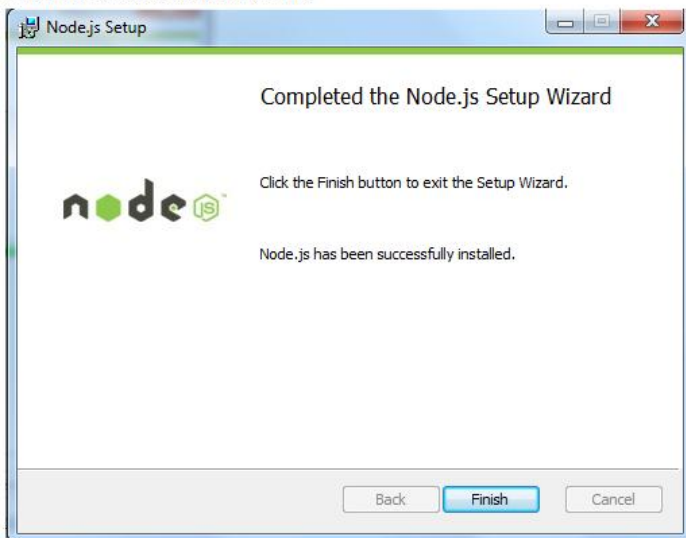 Node.js Setup
Completed the Node.js Setup Wizard
Click the Finish button to exit the Setup Wizard.
node JS™
Node.js has been successfully installed.
Back Finish Cancel